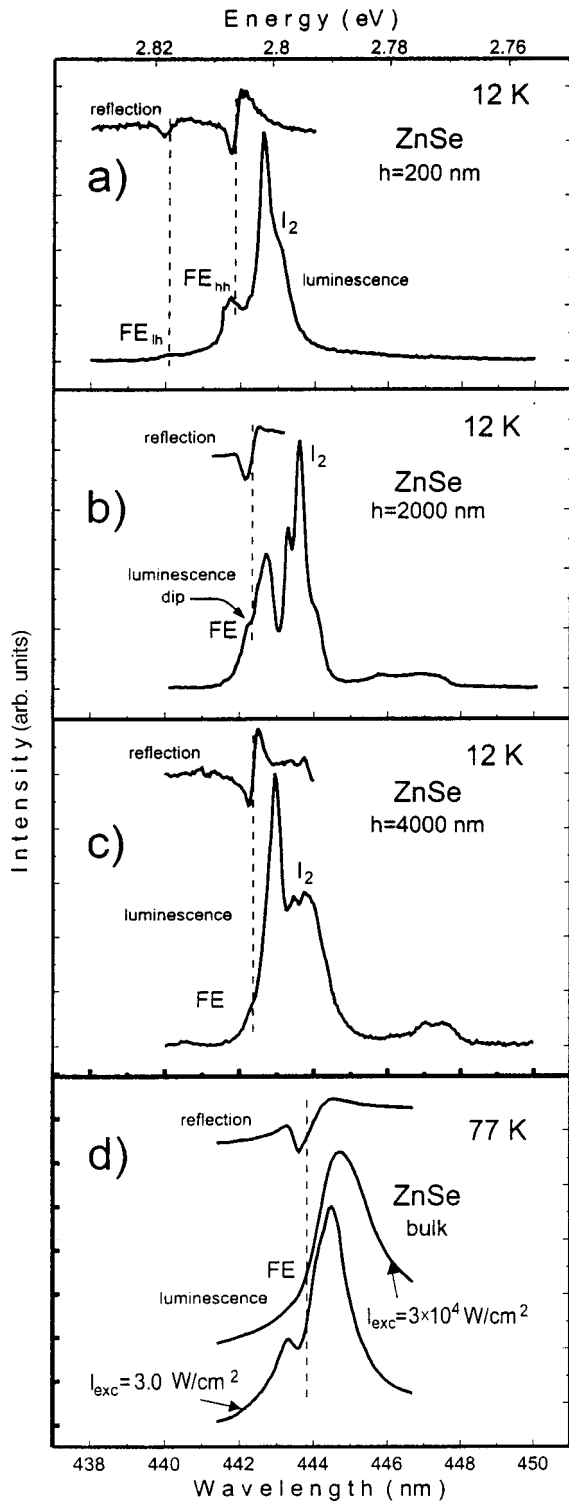 Energy (eV)
2.82 2.8 2.78 2.76
reflection
12 K
ZnSe
h=200 nm
a)
I2
FEhh
luminescence
FElh
reflection
12 K
I2
ZnSe
h=2000 nm
b)
luminescence
dip
FE
reflection
12 K
ZnSe
h=4000 nm
c)
I2
luminescence
FE
reflection
77 K
d)
ZnSe
bulk
FE
luminescence
Iexc=3×10^4 W/cm^2
Iexc=3.0 W/cm^2
438 440 442 444 446 448 450
Wavelength (nm)
Intensity (arb. units)